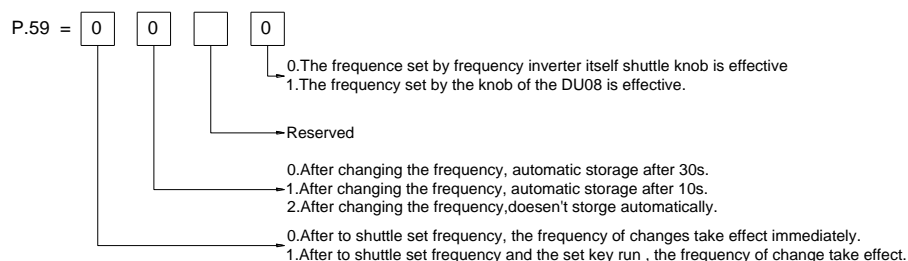 P.59 = 0 0 0
0.The frequence set by frequency inverter itself shuttle knob is effective
1.The frequency set by the knob of the DU08 is effective.
Reserved
0.After changing the frequency, automatic storage after 30s.
1.After changing the frequency, automatic storage after 10s.
2.After changing the frequency,doesen't storge automatically.
0.After to shuttle set frequency, the frequency of changes take effect immediately.
1.After to shuttle set frequency and the set key run , the frequency of change take effect.